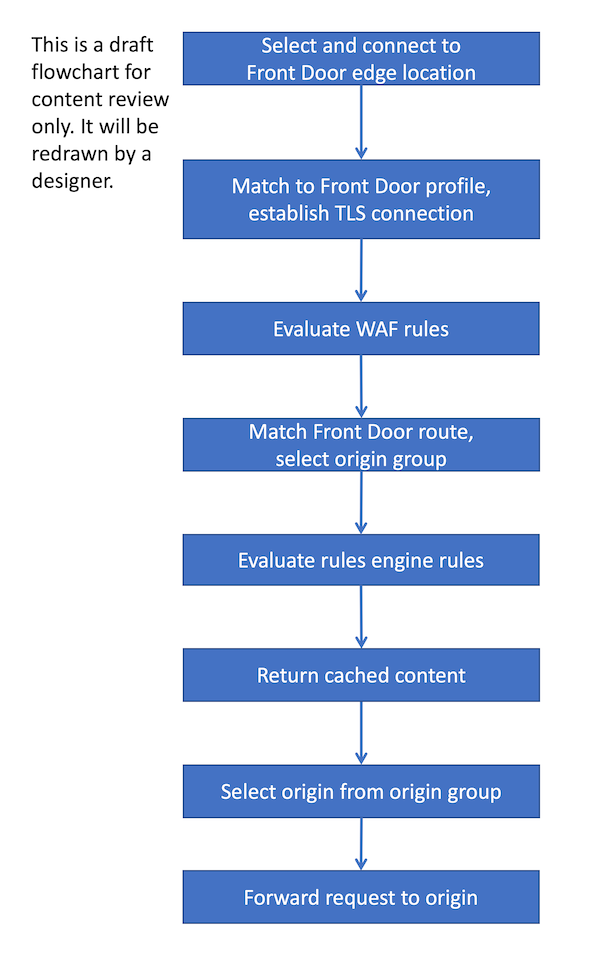 This is a draft
flowchart for
content review
only. It will be
redrawn by a
designer.
Select and connect to
Front Door edge location
Match to Front Door profile,
establish TLS connection
Evaluate WAF rules
Match Front Door route,
select origin group
Evaluate rules engine rules
Return cached content
Select origin from origin group
Forward request to origin